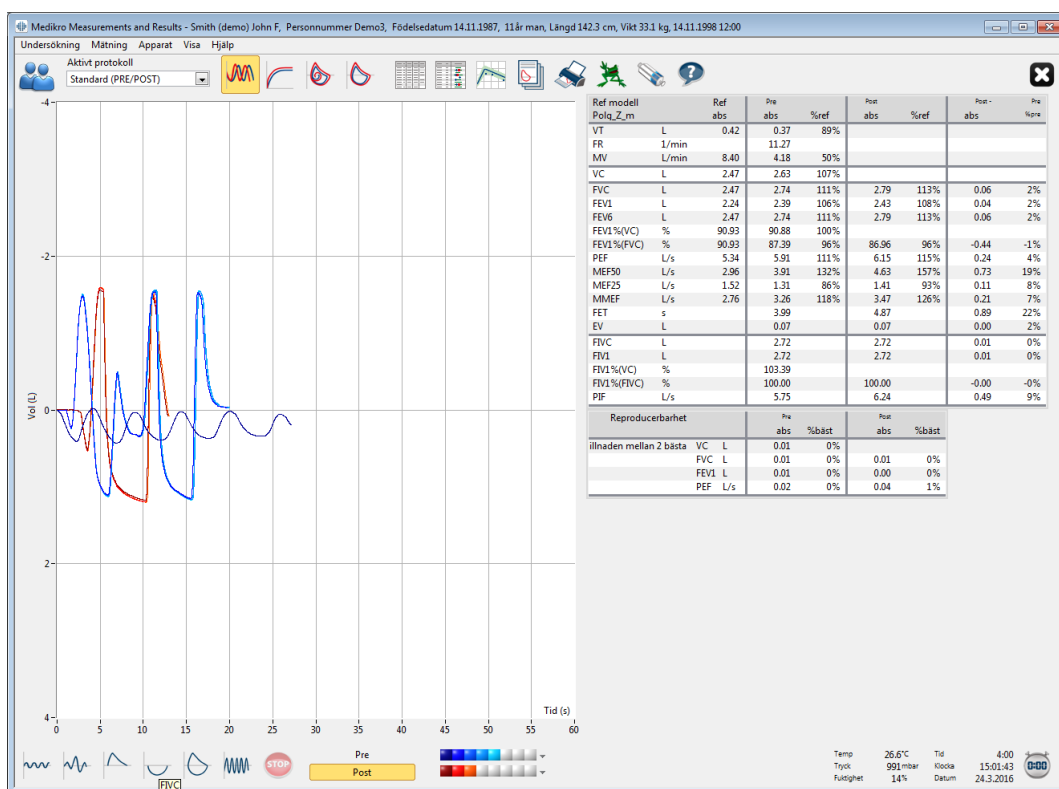 Medikro Measurements and Results - Smith (demo) John F, Personnummer Demo3, Födelsedatum 14.11.1987, 11år man, Längd 142.3 cm, Vikt 33.1 kg, 14.11.1998 12:00
Undersökning Mätning Apparat Visa Hjälp
Aktivt protokoll
Standard (PRE/POST)
Ref modell Ref Pre Post Post - Pre
Polg_Z_m abs abs %ref abs %ref abs %pre
VT L 0.42 0.37 89%
FR 1/min 11.27
MV L/min 8.40 4.18 50%
VC L 2.47 2.63 107%
FVC L 2.47 2.74 111% 2.79 113% 0.06 2%
FEV1 L 2.24 2.39 106% 2.43 108% 0.04 2%
FEV6 L 2.47 2.74 111% 2.79 113% 0.06 2%
FEV1%(VC) % 90.93 90.88 100%
FEV1%(FVC) % 90.93 87.39 96% 86.96 96% -0.44 -1%
PEF L/s 5.34 5.91 111% 6.15 115% 0.24 4%
MEF50 L/s 2.96 3.91 132% 4.63 157% 0.73 19%
MEF25 L/s 1.52 1.31 86% 1.41 93% 0.11 8%
MMEF L/s 2.76 3.26 118% 3.47 126% 0.21 7%
FET s 3.99 4.87 0.89 22%
EV L 0.07 0.07 0.00 2%
FIVC L 2.72 2.72 0.01 0%
FIV1 L 2.72 2.72 0.01 0%
FIV1%(VC) % 103.39
FIV1%(FIVC) % 100.00 100.00 -0.00 -0%
PIF L/s 5.75 6.24 0.49 9%
Reproducerbarhet Pre Post
abs %bäst abs %bäst
illnaden mellan 2 bästa VC L 0.01 0%
FVC L 0.01 0% 0.01 0%
FEV1 L 0.01 0% 0.00 0%
PEF L/s 0.02 0% 0.04 1%
-4
-2
0
2
4
Vol (L)
Tid (s)
0 5 10 15 20 25 30 35 40 45 50 55 60
STOP
FIVC
Pre
Post
Temp 26.6°C Tid 4:00
Tryck 991 mbar Klocka 15:01:43
Fuktighet 14% Datum 24.3.2016
0:00